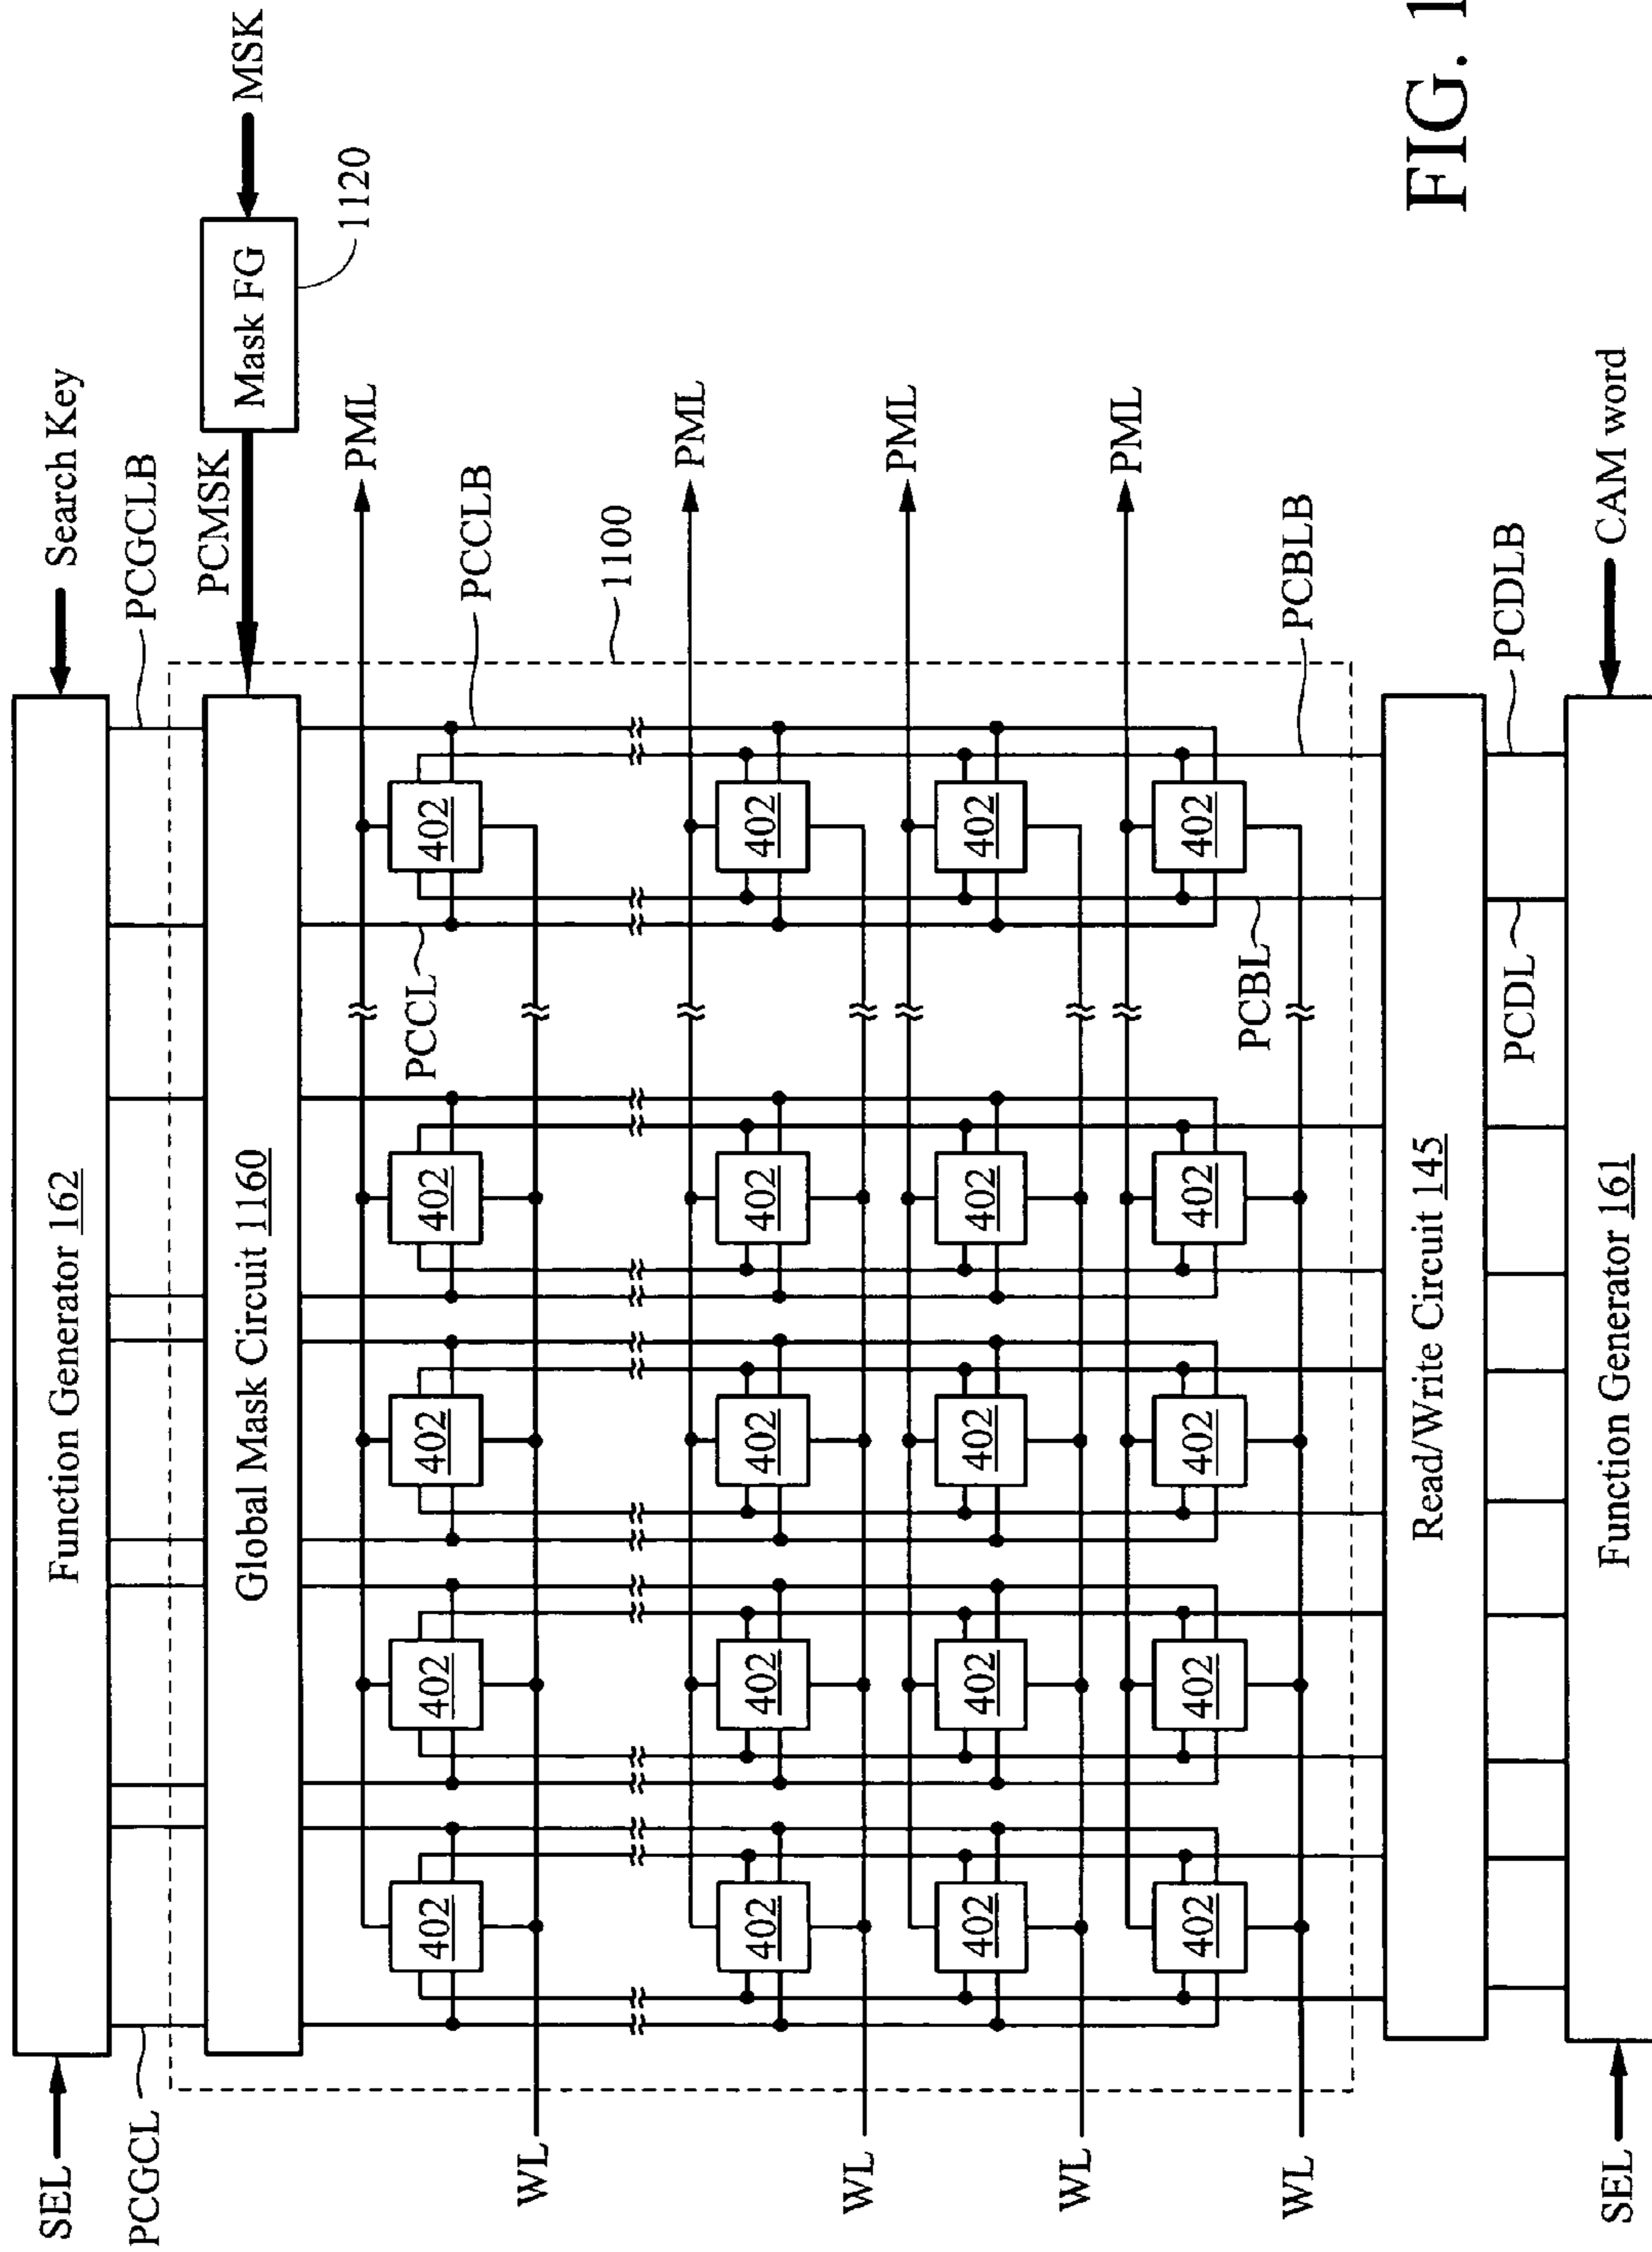 SEL
Function Generator 162
Search Key
PCGCL
PCGCLB
Global Mask Circuit 1160
PCMSK
Mask FG
MSK
1120
PML
402 402 402 402 402
PCCL
PCCLB
WL
1100
PML
402 402 402 402 402
WL
PML
402 402 402 402 402
WL
PML
402 402 402 402 402
PCBL
PCBLB
WL
Read/Write Circuit 145
PCDL
PCDLB
SEL
Function Generator 161
CAM word
FIG. 1